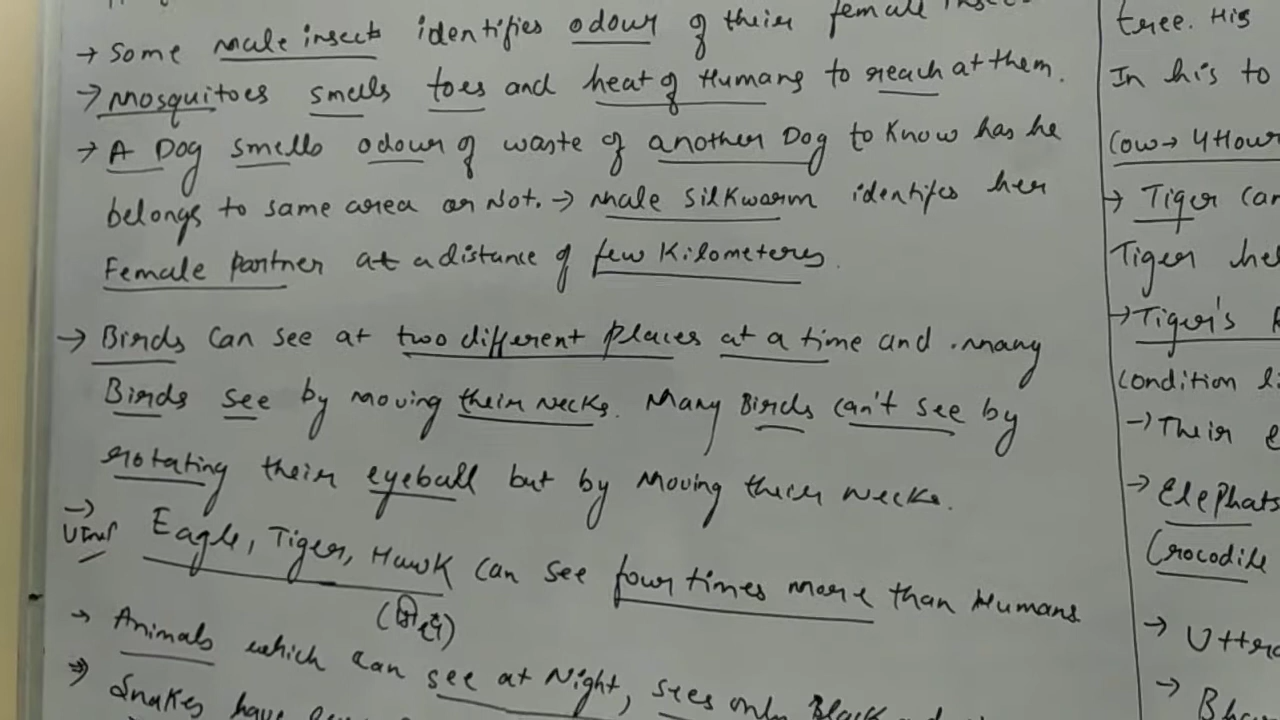 → Some male insects identifies odour of their female
→ Mosquitoes smells toes and heat of Humans to reach at them.
→ A Dog smells odour of waste of another Dog to know has he
belongs to same area or Not. → Male Silkworm identifes her
Female Partner at a distance of few Kilometeres.
→ Birds can see at two different places at a time and many
Birds see by moving their necks. Many Birds can't see by
rotating their eyeball but by moving their necks.
→ Eagle, Tiger, Hawk can see four times more than Humans
→ Animals which can see at Night, sees only Black
→ Snakes have
tree. His
In his to
Cow → 4 Hour
→ Tiger can
Tiger
→ Tiger's
condition
→ Their
→ Elephats
Crocodile
→
→